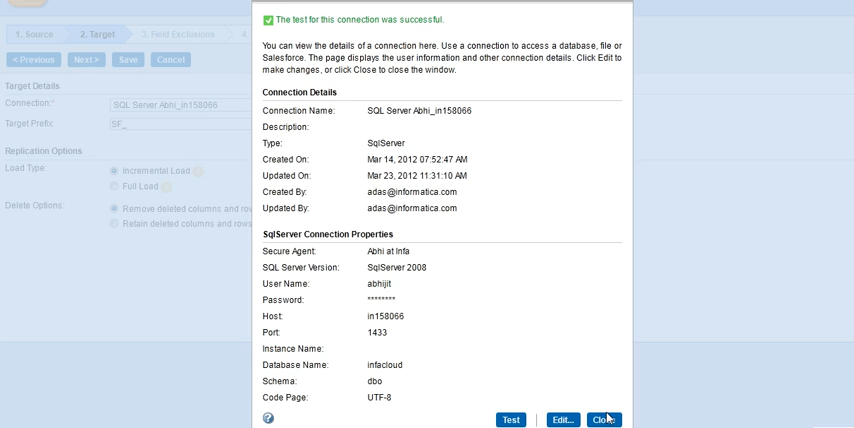 The test for this connection was successful.
1. Source
2. Target
3. Field Exclusions
4.
< Previous
Next >
Save
Cancel
Target Details
Connection:*
SQL Server Abhi_in158066
Target Prefix:
SF_
Replication Options
Load Type:
Incremental Load
Full Load
Delete Options:
Remove deleted columns and row
Retain deleted columns and rows
You can view the details of a connection here. Use a connection to access a database, file or
Salesforce. The page displays the user information and other connection details. Click Edit to
make changes, or click Close to close the window.
Connection Details
Connection Name: SQL Server Abhi_in158066
Description:
Type: SqlServer
Created On: Mar 14, 2012 07:52:47 AM
Updated On: Mar 23, 2012 11:31:10 AM
Created By: adas@informatica.com
Updated By: adas@informatica.com
SqlServer Connection Properties
Secure Agent: Abhi at Infa
SQL Server Version: SqlServer 2008
User Name: abhijit
Password: ********
Host: in158066
Port: 1433
Instance Name:
Database Name: infacloud
Schema: dbo
Code Page: UTF-8
?
Test | Edit... Close